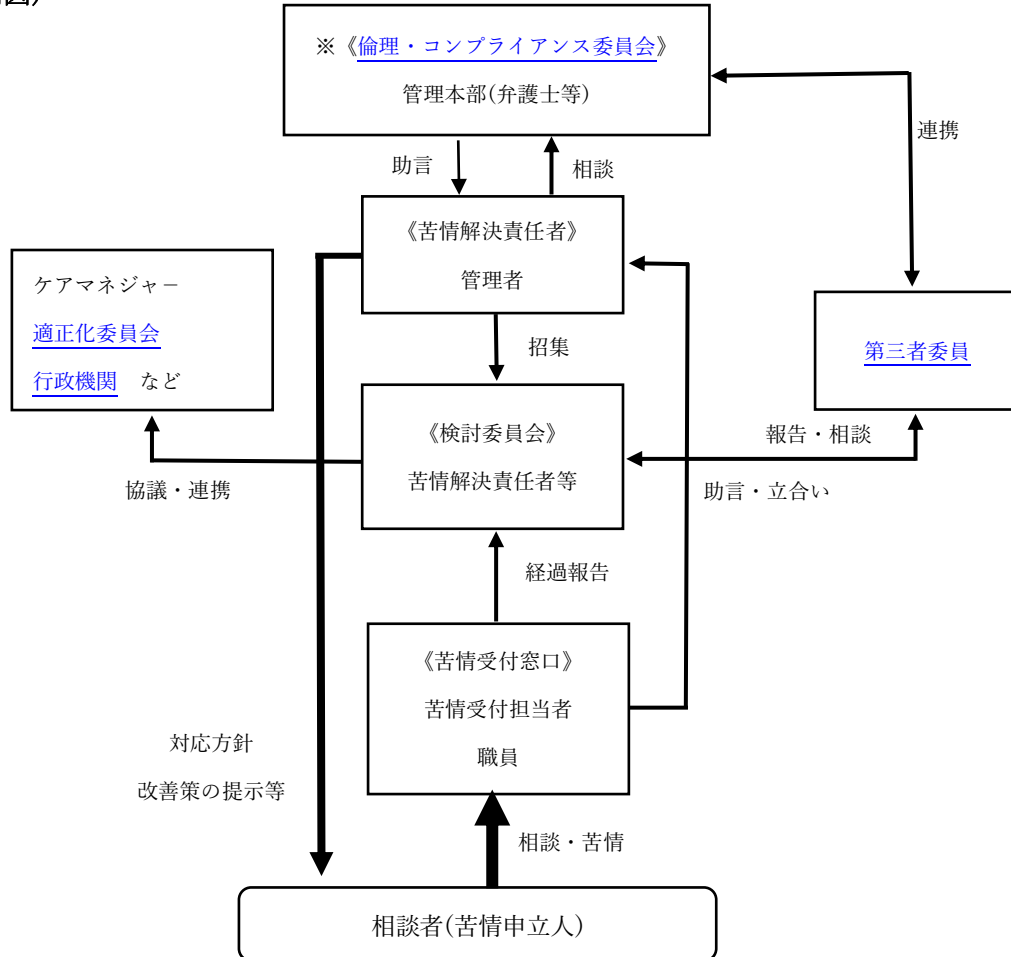 ※《倫理・コンプライアンス委員会》
管理本部(弁護士等)
連携
助言
相談
《苦情解決責任者》
管理者
ケアマネジャー
適正化委員会
行政機関　など
招集
第三者委員
《検討委員会》
苦情解決責任者等
報告・相談
協議・連携
助言・立合い
経過報告
《苦情受付窓口》
苦情受付担当者
職員
対応方針
改善策の提示等
相談・苦情
相談者(苦情申立人)